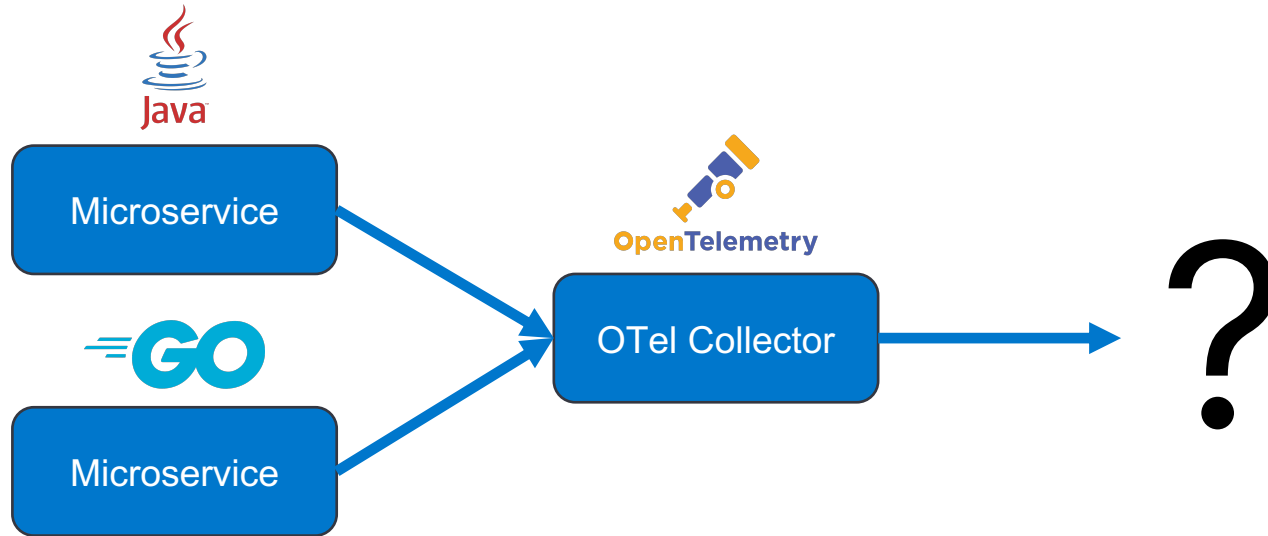 Java
Microservice
GO
Microservice
OpenTelemetry
OTel Collector
?